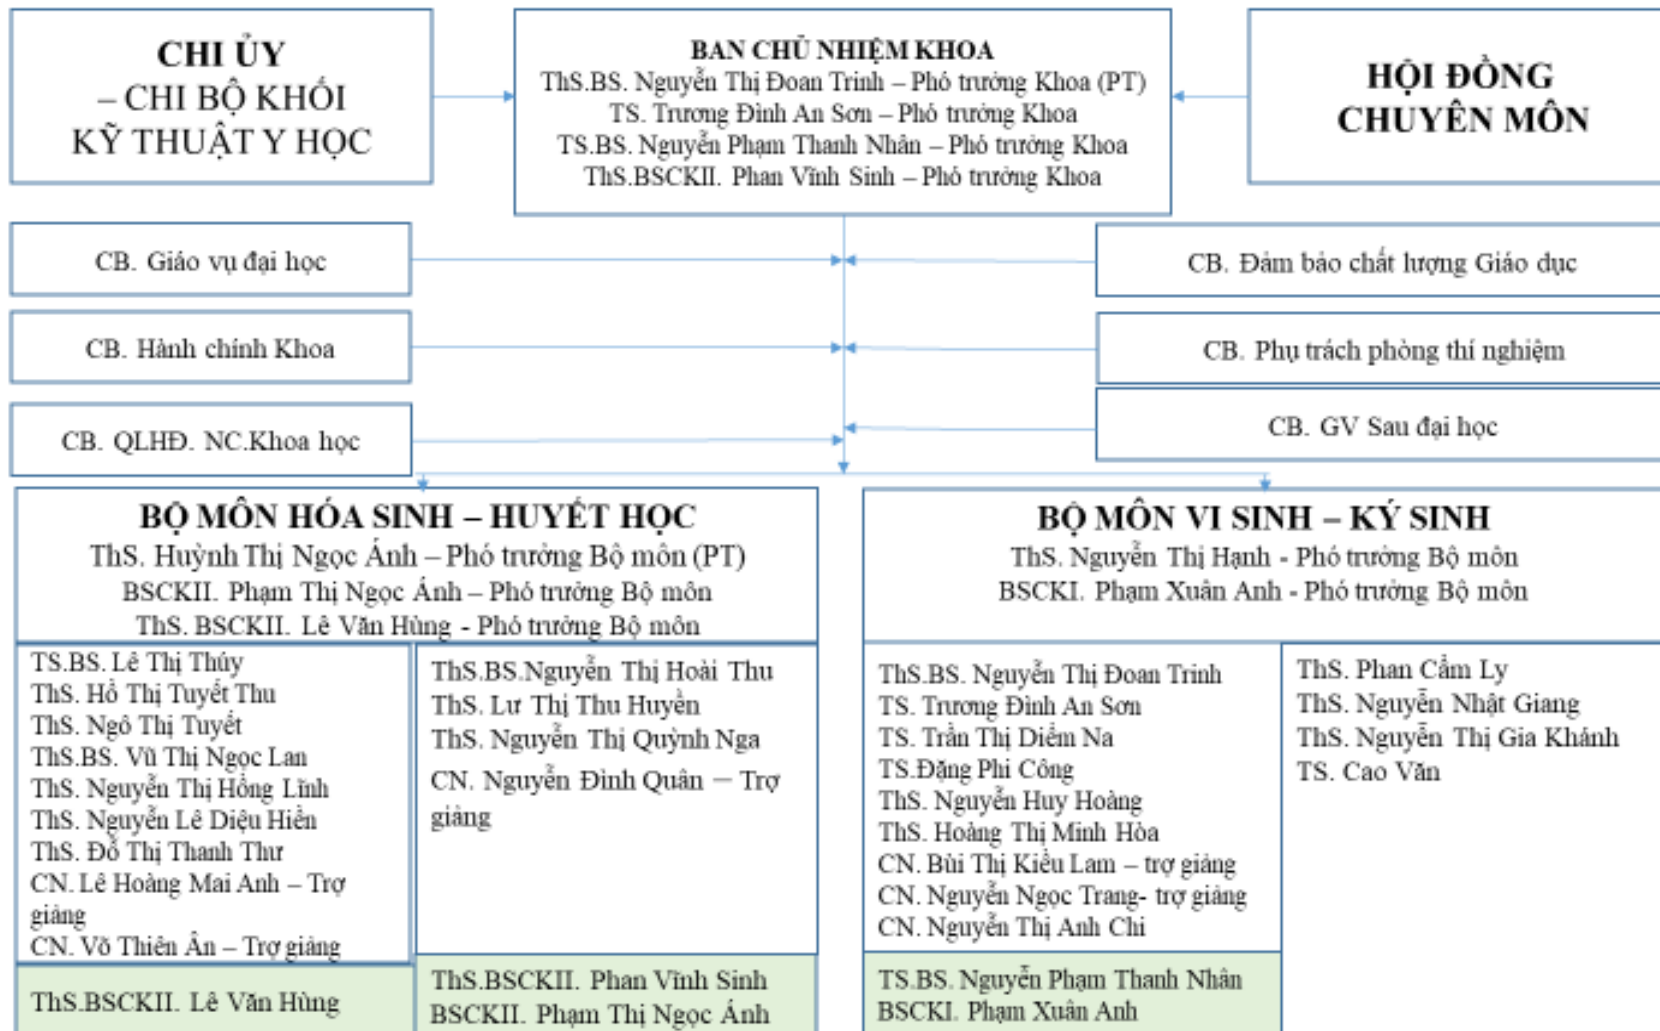 CHI ỦY
– CHI BỘ KHỐI
KỸ THUẬT Y HỌC
BAN CHỦ NHIỆM KHOA
ThS.BS. Nguyễn Thị Đoan Trinh – Phó trưởng Khoa (PT)
TS. Trương Đình An Sơn – Phó trưởng Khoa
TS.BS. Nguyễn Phạm Thanh Nhân – Phó trưởng Khoa
ThS.BSCKII. Phan Vĩnh Sinh – Phó trưởng Khoa
HỘI ĐỒNG
CHUYÊN MÔN
CB. Giáo vụ đại học
CB. Đảm bảo chất lượng Giáo dục
CB. Hành chính Khoa
CB. Phụ trách phòng thí nghiệm
CB. QLHĐ. NC.Khoa học
CB. GV Sau đại học
BỘ MÔN HÓA SINH – HUYẾT HỌC
ThS. Huỳnh Thị Ngọc Ánh – Phó trưởng Bộ môn (PT)
BSCKII. Phạm Thị Ngọc Ánh – Phó trưởng Bộ môn
ThS. BSCKII. Lê Văn Hùng - Phó trưởng Bộ môn
TS.BS. Lê Thị Thúy
ThS. Hồ Thị Tuyết Thu
ThS. Ngô Thị Tuyết
ThS.BS. Vũ Thị Ngọc Lan
ThS. Nguyễn Thị Hồng Lĩnh
ThS. Nguyễn Lê Diệu Hiền
ThS. Đỗ Thị Thanh Thư
CN. Lê Hoàng Mai Anh – Trợ
giảng
CN. Võ Thiên Ân – Trợ giảng
ThS.BSCKII. Lê Văn Hùng
ThS.BS.Nguyễn Thị Hoài Thu
ThS. Lư Thị Thu Huyền
ThS. Nguyễn Thị Quỳnh Nga
CN. Nguyễn Đình Quân – Trợ
giảng
ThS.BSCKII. Phan Vĩnh Sinh
BSCKII. Phạm Thị Ngọc Ánh
BỘ MÔN VI SINH – KÝ SINH
ThS. Nguyễn Thị Hạnh - Phó trưởng Bộ môn
BSCKI. Phạm Xuân Anh - Phó trưởng Bộ môn
ThS.BS. Nguyễn Thị Đoan Trinh
TS. Trương Đình An Sơn
TS. Trần Thị Diểm Na
TS.Đặng Phi Công
ThS. Nguyễn Huy Hoàng
ThS. Hoàng Thị Minh Hòa
CN. Bùi Thị Kiều Lam – trợ giảng
CN. Nguyễn Ngọc Trang- trợ giảng
CN. Nguyễn Thị Anh Chi
TS.BS. Nguyễn Phạm Thanh Nhân
BSCKI. Phạm Xuân Anh
ThS. Phan Cẩm Ly
ThS. Nguyễn Nhật Giang
ThS. Nguyễn Thị Gia Khánh
TS. Cao Văn